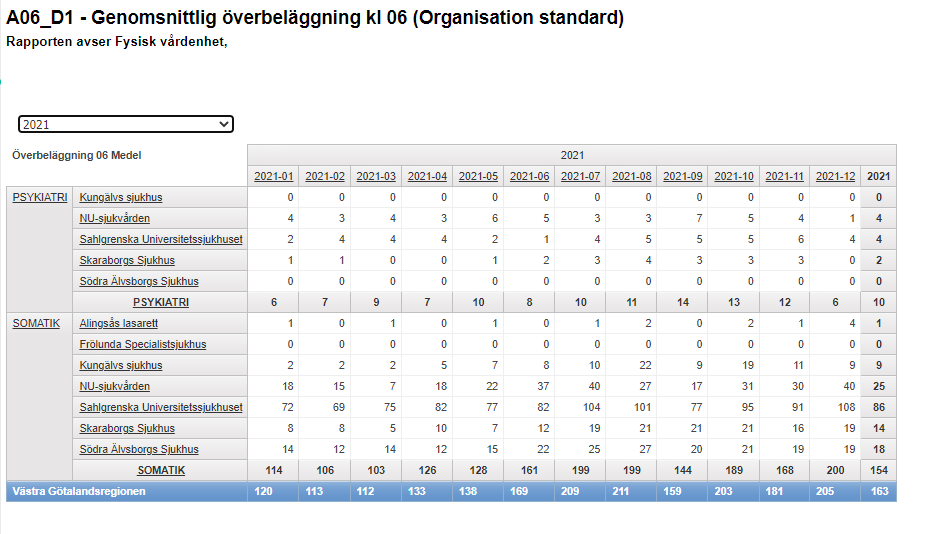 A06_D1 - Genomsnittlig överbeläggning kl 06 (Organisation standard)
Rapporten avser Fysisk vårdenhet,
2021
Överbeläggning 06 Medel 2021
2021-01 2021-02 2021-03 2021-04 2021-05 2021-06 2021-07 2021-08 2021-09 2021-10 2021-11 2021-12 2021
PSYKIATRI Kungälvs sjukhus 0 0 0 0 0 0 0 0 0 0 0 0 0
NU-sjukvården 4 3 4 3 6 5 3 3 7 5 4 1 4
Sahlgrenska Universitetssjukhuset 2 4 4 4 2 1 4 5 5 5 6 4 4
Skaraborgs Sjukhus 1 1 0 0 1 2 3 4 3 3 3 0 2
Södra Älvsborgs Sjukhus 0 0 0 0 0 0 0 0 0 0 0 0 0
PSYKIATRI 6 7 9 7 10 8 10 11 14 13 12 6 10
SOMATIK Alingsås lasarett 1 0 1 0 1 0 1 2 0 2 1 4 1
Frölunda Specialistsjukhus 0 0 0 0 0 0 0 0 0 0 0 0 0
Kungälvs sjukhus 2 2 2 5 7 8 10 22 9 19 11 9 9
NU-sjukvården 18 15 7 18 22 37 40 27 17 31 30 40 25
Sahlgrenska Universitetssjukhuset 72 69 75 82 77 82 104 101 77 95 91 108 86
Skaraborgs Sjukhus 8 8 5 10 7 12 19 21 21 21 16 19 14
Södra Älvsborgs Sjukhus 14 12 14 12 15 22 25 27 20 21 19 19 18
SOMATIK 114 106 103 126 128 161 199 199 144 189 168 200 154
Västra Götalandsregionen 120 113 112 133 138 169 209 211 159 203 181 205 163